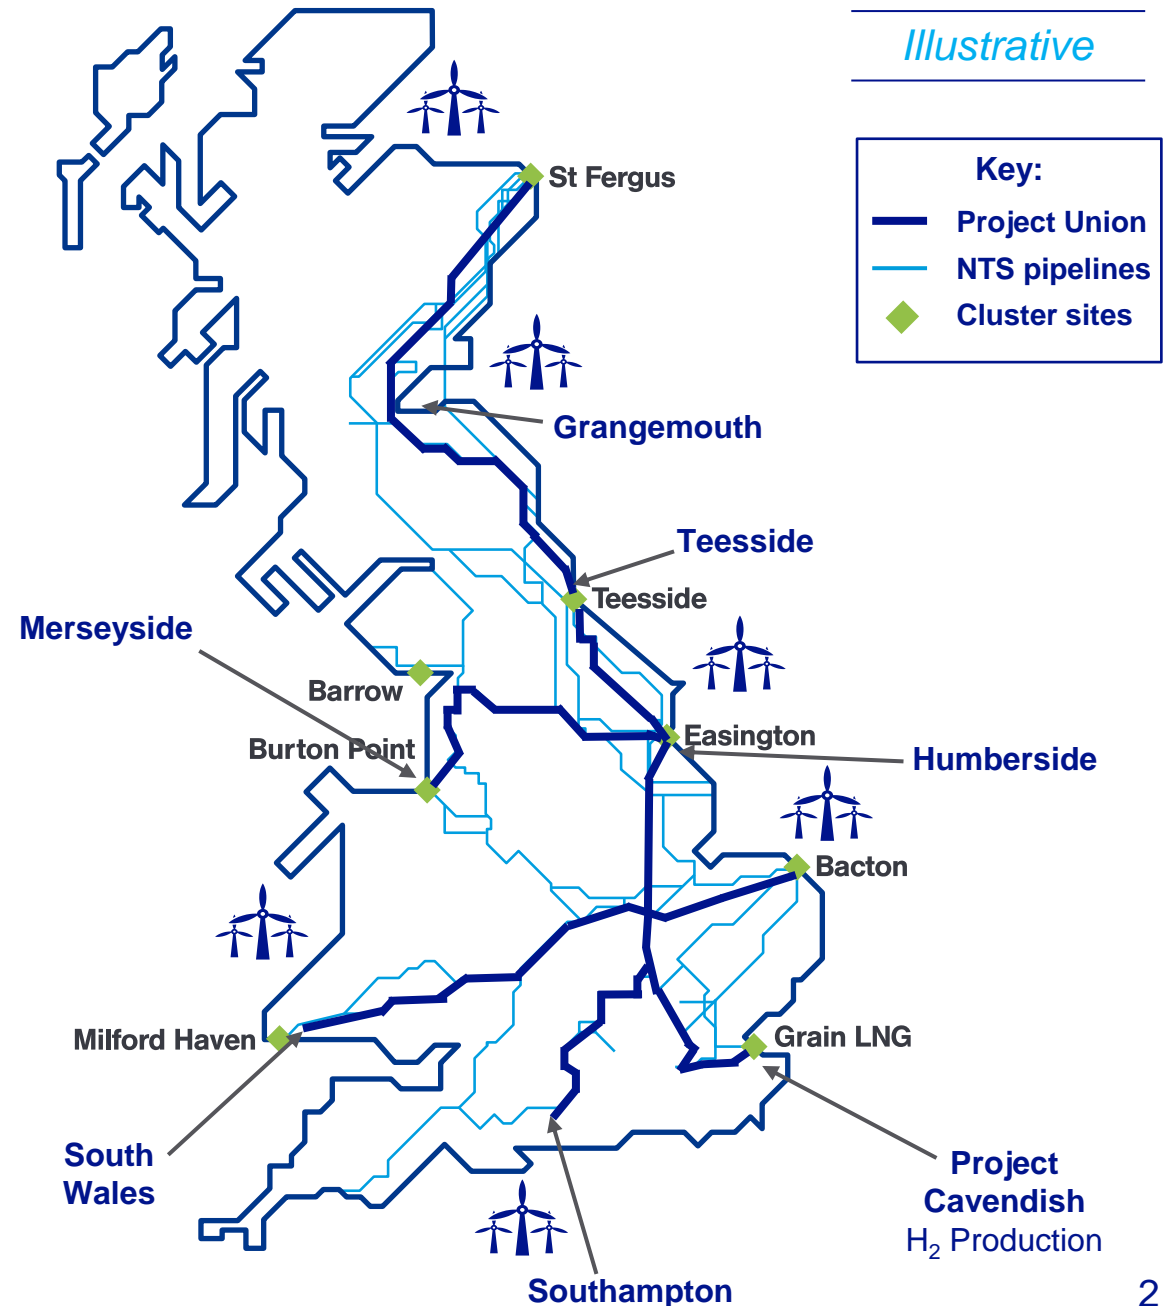 Illustrative
Key:
Project Union
NTS pipelines
Cluster sites
St Fergus
Grangemouth
Teesside
Teesside
Merseyside
Barrow
Burton Point
Easington
Humberside
Bacton
Milford Haven
Grain LNG
South
Wales
Project
Cavendish
H₂ Production
Southampton
2